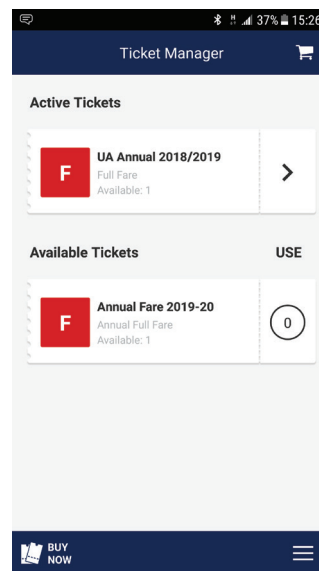 37% 15:26
Ticket Manager
Active Tickets
F
UA Annual 2018/2019
Full Fare
Available: 1
Available Tickets USE
F
Annual Fare 2019-20
Annual Full Fare
Available: 1
0
BUY
NOW